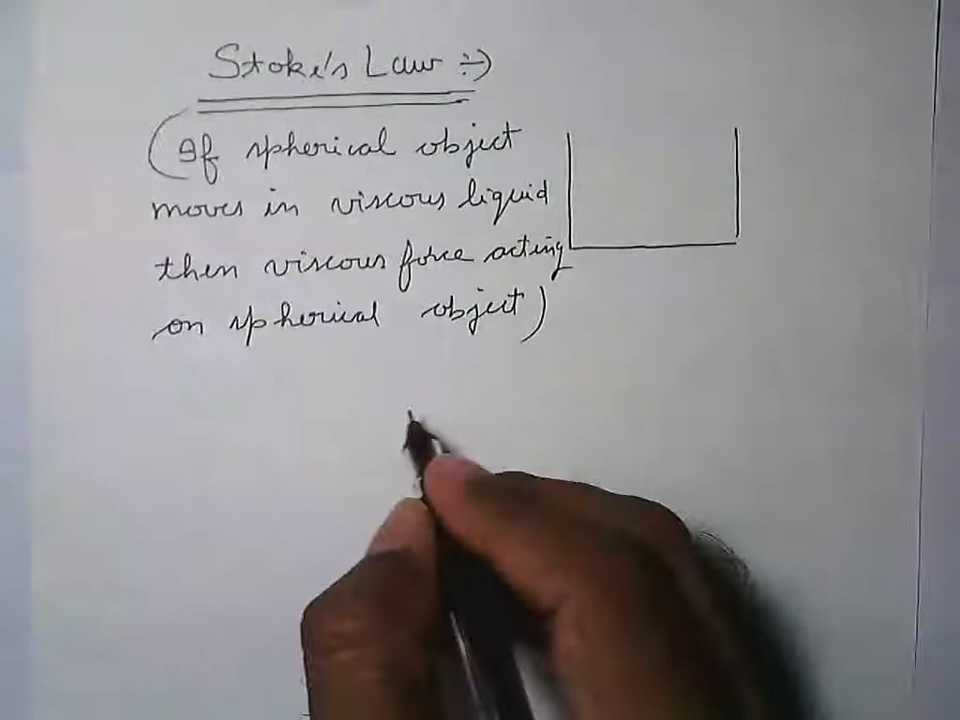 Stoke's Law ÷)
(If spherical object
moves in viscous liquid
then viscous force acting
on spherical object)